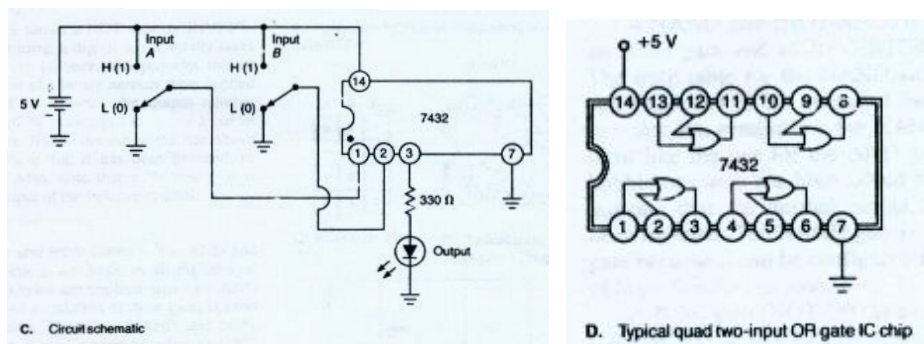 Input
A
Input
B
H (1)
H (1)
5 V
L (0)
L (0)
14
7432
1
2
3
7
330 Ω
Output
C. Circuit schematic
+5 V
14
13
12
11
10
9
8
7432
1
2
3
4
5
6
7
D. Typical quad two-input OR gate IC chip